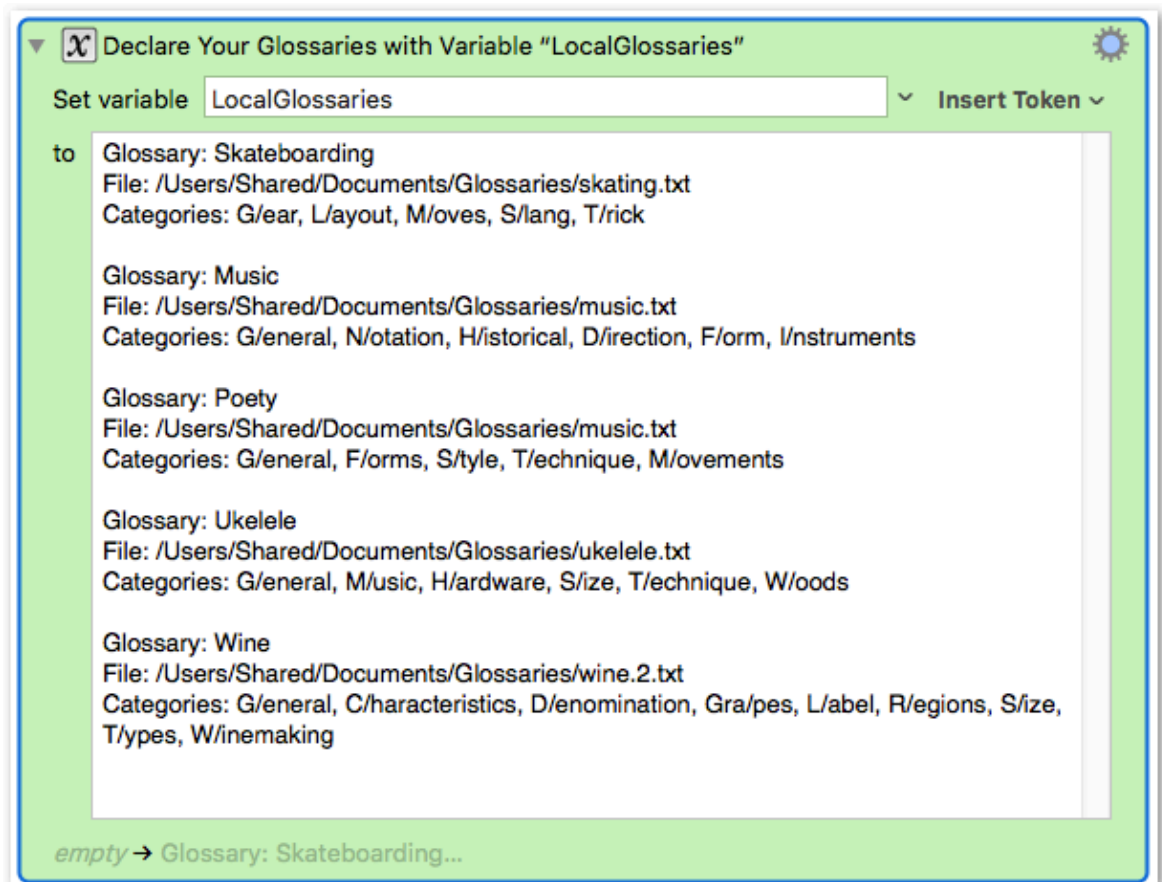 Declare Your Glossaries with Variable “LocalGlossaries”
Set variable LocalGlossaries Insert Token
to Glossary: Skateboarding
File: /Users/Shared/Documents/Glossaries/skating.txt
Categories: G/ear, L/ayout, M/oves, S/lang, T/rick
Glossary: Music
File: /Users/Shared/Documents/Glossaries/music.txt
Categories: G/eneral, N/otation, H/istorical, D/irection, F/orm, I/nstruments
Glossary: Poety
File: /Users/Shared/Documents/Glossaries/music.txt
Categories: G/eneral, F/orms, S/tyle, T/echnique, M/ovements
Glossary: Ukelele
File: /Users/Shared/Documents/Glossaries/ukelele.txt
Categories: G/eneral, M/usic, H/ardware, S/ize, T/echnique, W/oods
Glossary: Wine
File: /Users/Shared/Documents/Glossaries/wine.2.txt
Categories: G/eneral, C/haracteristics, D/enomination, Gra/pes, L/abel, R/egions, S/ize,
T/ypes, W/inemaking
empty → Glossary: Skateboarding...